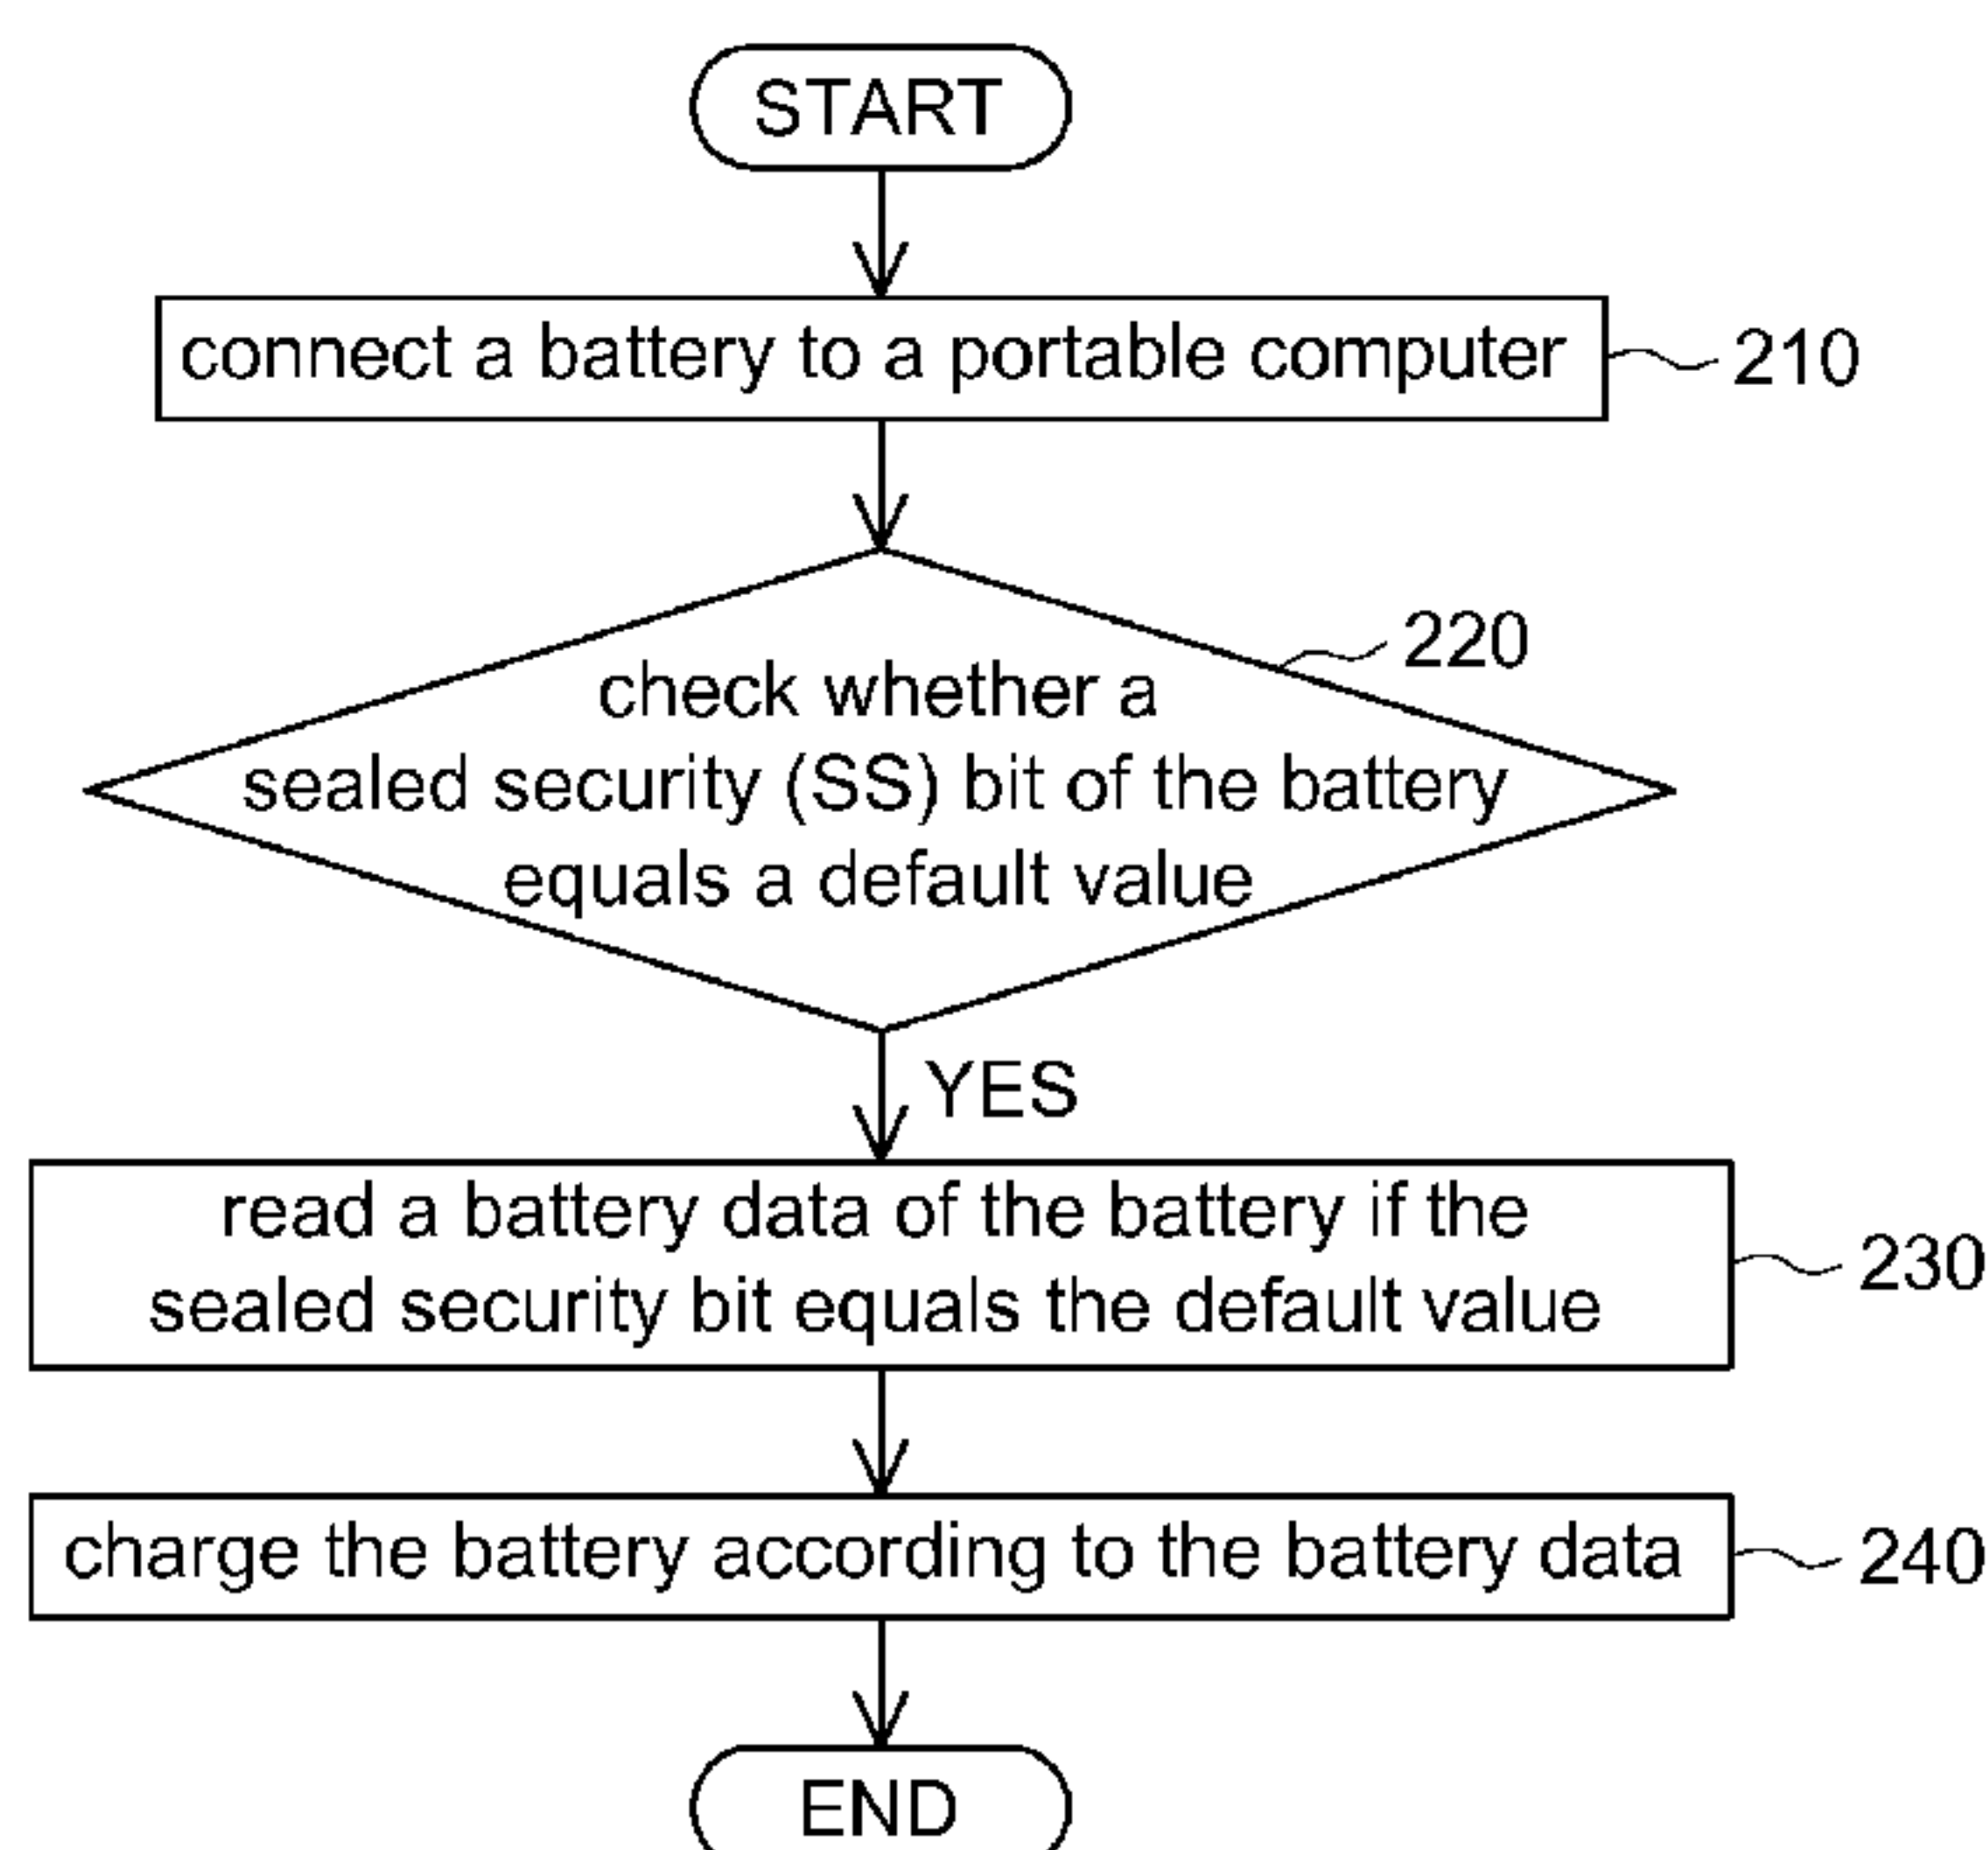 START
connect a battery to a portable computer
210
220
check whether a
sealed security (SS) bit of the battery
equals a default value
YES
read a battery data of the battery if the
sealed security bit equals the default value
230
charge the battery according to the battery data
240
END